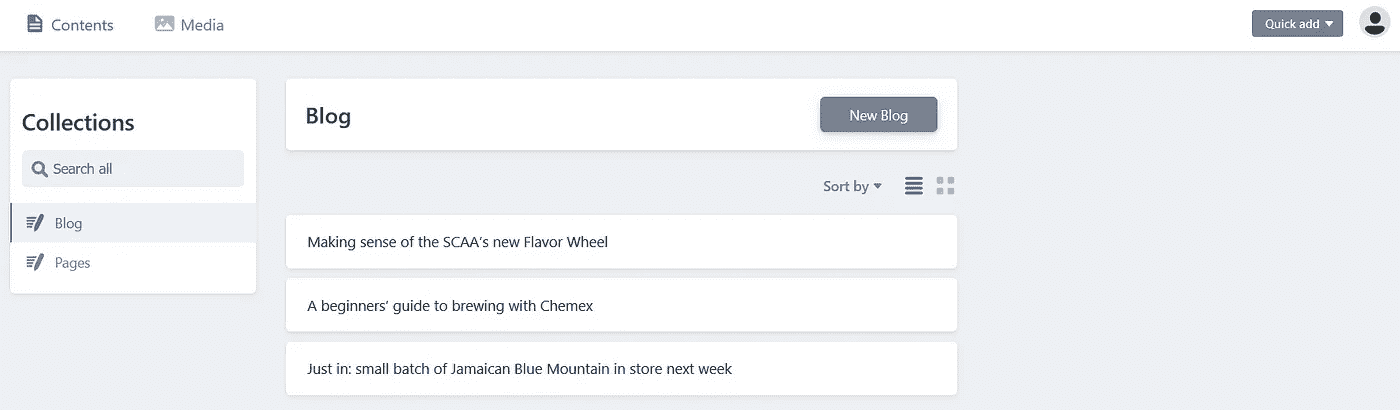 Contents
Media
Quick add
Collections
Search all
Blog
Pages
Blog
New Blog
Sort by
Making sense of the SCAA’s new Flavor Wheel
A beginners’ guide to brewing with Chemex
Just in: small batch of Jamaican Blue Mountain in store next week